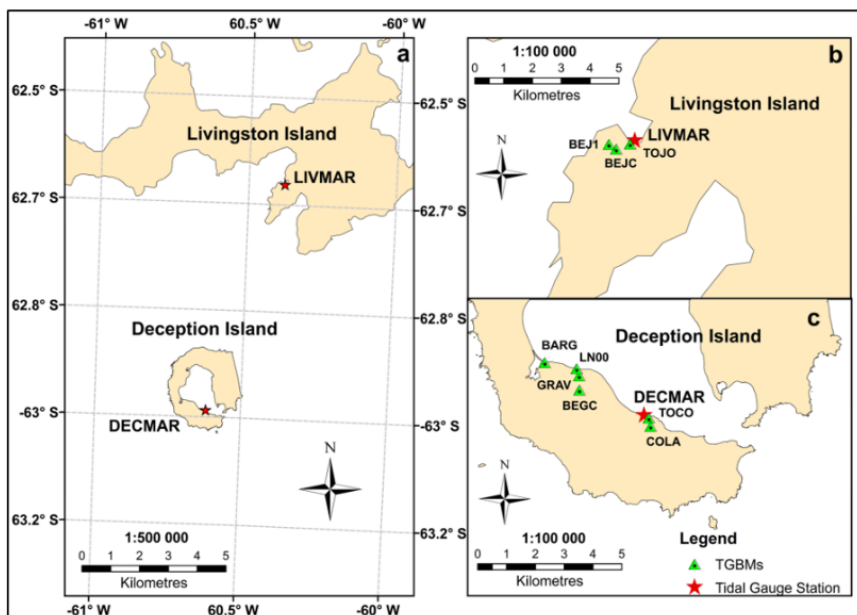 -61° W
60.5° W
-60° W
a
62.5° S
62.7° S
62.8° S
-63° S
63.2° S
Livingston Island
LIVMAR
Deception Island
DECMAR
N
1:500 000
0 1 2 3 4 5
Kilometres
62.5° S
62.7° S
62.8° S
-63° S
63.2° S
-61° W
60.5° W
-60° W
1:100 000
0 1 2 3 4 5
Kilometres
b
Livingston Island
LIVMAR
BEJ1
TOJO
BEJC
N
c
Deception Island
BARG
LN00
GRAV
DECMAR
BEGC
TOCO
COLA
N
1:100 000
0 1 2 3 4 5
Kilometres
Legend
TGBMs
Tidal Gauge Station